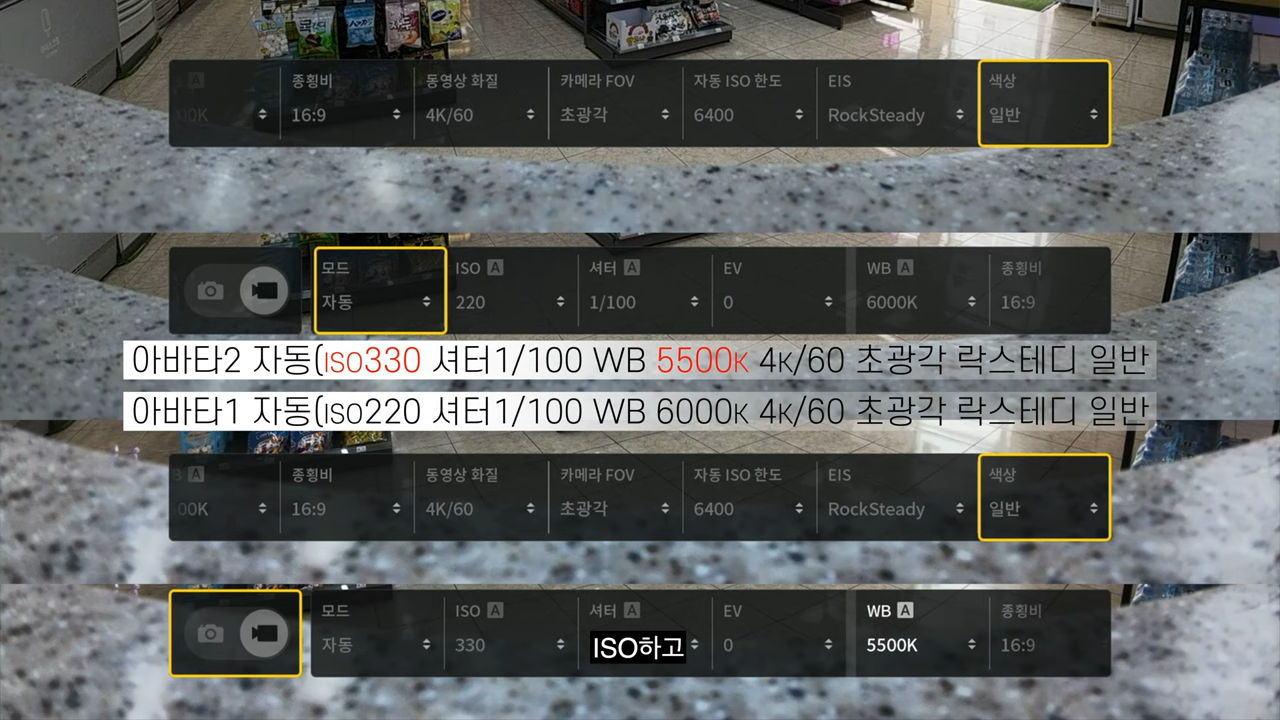 A 종횡비 동영상 화질 카메라 FOV 자동 ISO 한도 EIS 색상
00K 16:9 4K/60 초광각 6400 RockSteady 일반
모드 ISO A 셔터 A EV WB A 종횡비
자동 220 1/100 0 6000K 16:9
아바타2 자동(ISO330 셔터1/100 WB 5500K 4K/60 초광각 락스테디 일반
아바타1 자동(ISO220 셔터1/100 WB 6000K 4K/60 초광각 락스테디 일반
B A 종횡비 동영상 화질 카메라 FOV 자동 ISO 한도 EIS 색상
00K 16:9 4K/60 초광각 6400 RockSteady 일반
모드 ISO A 셔터 A EV WB A 종횡비
자동 330 ISO하고 0 5500K 16:9